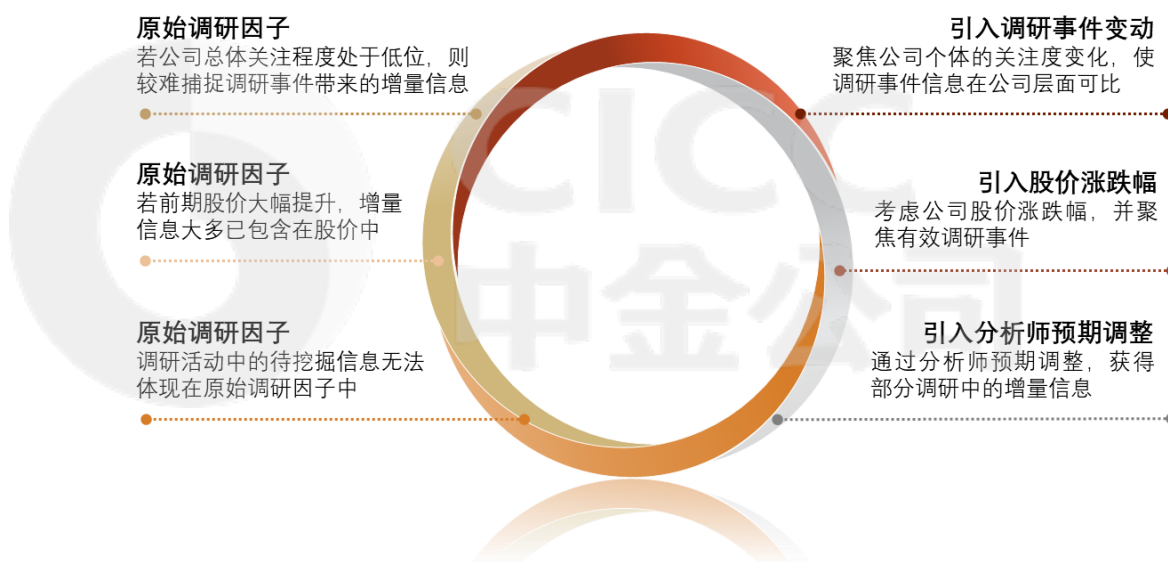 原始调研因子
若公司总体关注程度处于低位，则
较难捕捉调研事件带来的增量信息
原始调研因子
若前期股价大幅提升，增量
信息大多已包含在股价中
原始调研因子
调研活动中的待挖掘信息无法
体现在原始调研因子中
引入调研事件变动
聚焦公司个体的关注度变化，使
调研事件信息在公司层面可比
引入股价涨跌幅
考虑公司股价涨跌幅，并聚
焦有效调研事件
引入分析师预期调整
通过分析师预期调整，获得
部分调研中的增量信息
CICC
中金公司